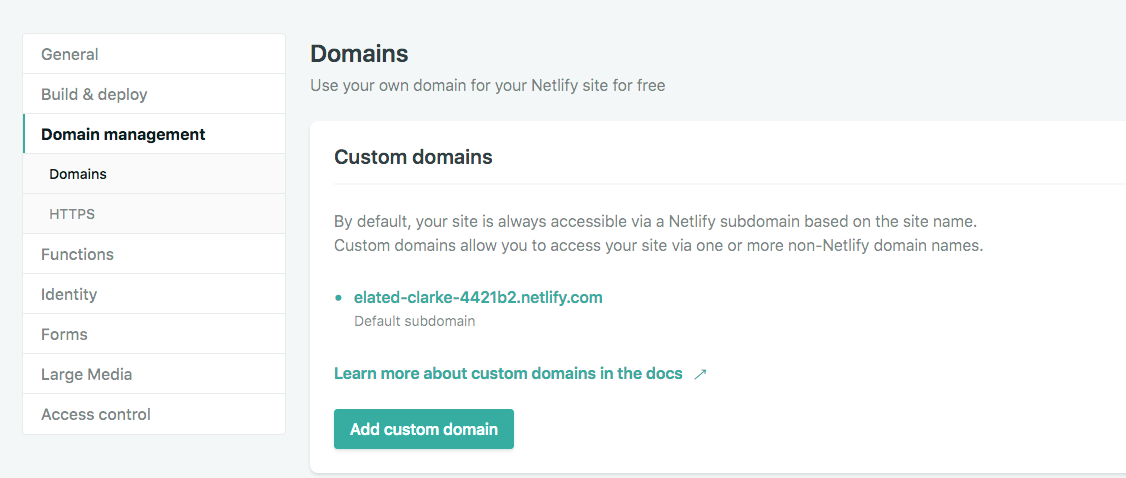 General
Build & deploy
Domain management
Domains
HTTPS
Functions
Identity
Forms
Large Media
Access control
Domains
Use your own domain for your Netlify site for free
Custom domains
By default, your site is always accessible via a Netlify subdomain based on the site name.
Custom domains allow you to access your site via one or more non-Netlify domain names.
elated-clarke-4421b2.netlify.com
Default subdomain
Learn more about custom domains in the docs
Add custom domain